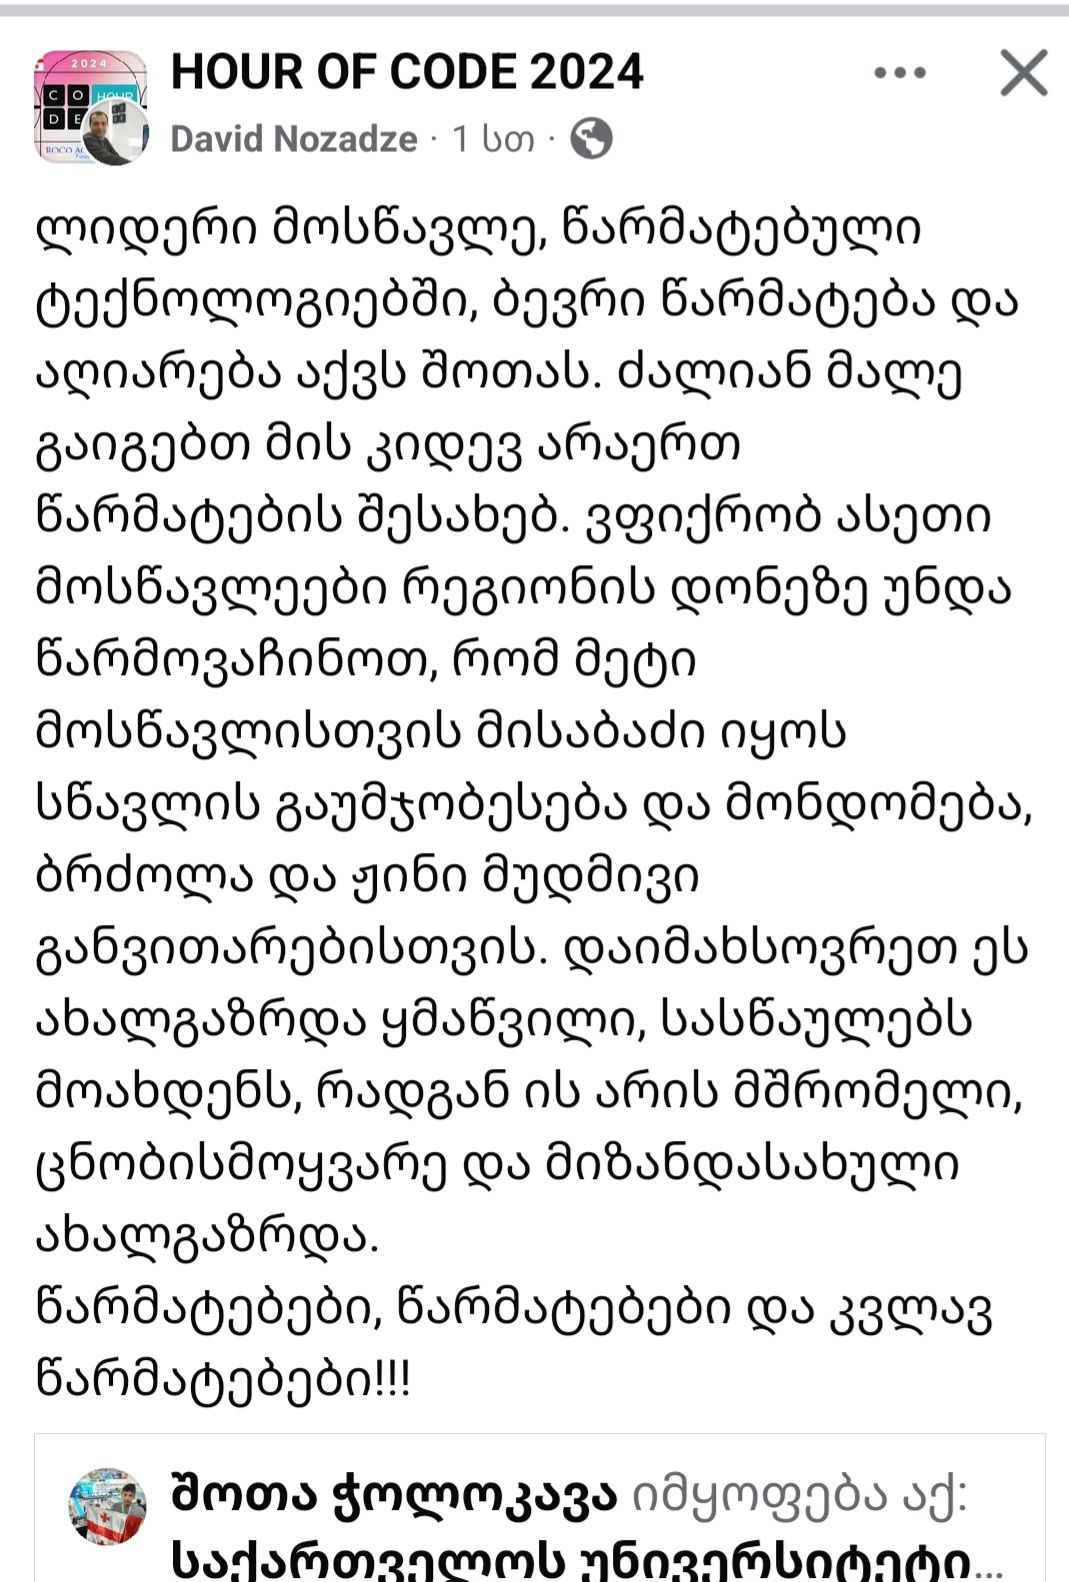 2024
C O HOUR
D E
HOUR OF CODE 2024
David Nozadze · 1 სთ ·
ლიდერი მოსწავლე, წარმატებული
ტექნოლოგიებში, ბევრი წარმატება და
აღიარება აქვს შოთას. ძალიან მალე
გაიგებთ მის კიდევ არაერთ
წარმატების შესახებ. ვფიქრობ ასეთი
მოსწავლეები რეგიონის დონეზე უნდა
წარმოვაჩინოთ, რომ მეტი
მოსწავლისთვის მისაბაძი იყოს
სწავლის გაუმჯობესება და მონდომება,
ბრძოლა და ჟინი მუდმივი
განვითარებისთვის. დაიმახსოვრეთ ეს
ახალგაზრდა ყმაწვილი, სასწაულებს
მოახდენს, რადგან ის არის მშრომელი,
ცნობისმოყვარე და მიზანდასახული
ახალგაზრდა.
წარმატებები, წარმატებები და კვლავ
წარმატებები!!!
შოთა ჭოლოკავა იმყოფება აქ:
საქართველოს უნივერსიტეტი...